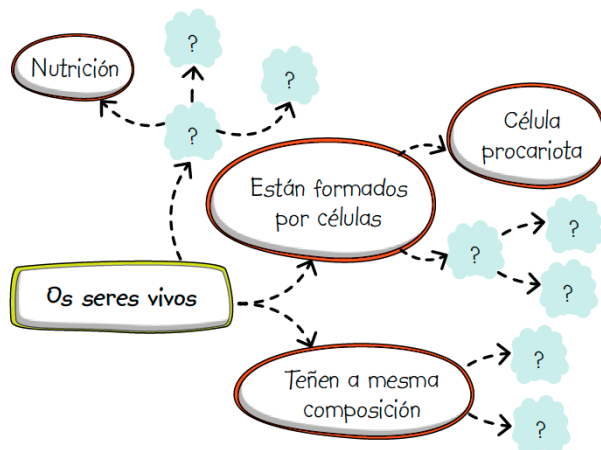 ?
Nutrición
?
?
Célula
procariota
Están formados
por células
?
?
?
Os seres vivos
?
Teñen a mesma
composición
?